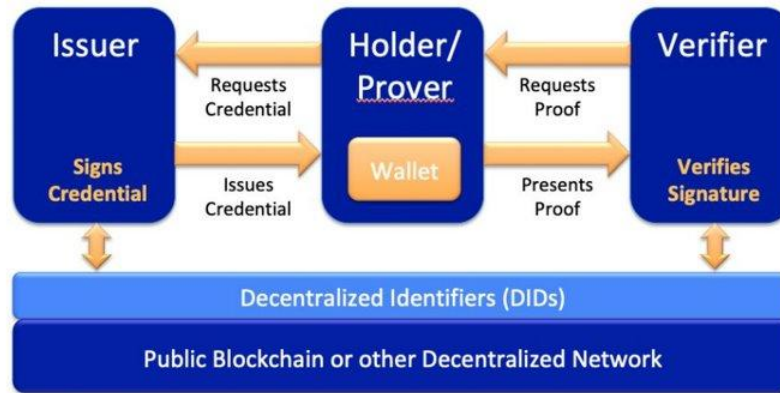 Issuer
Holder/
Prover
Verifier
Requests
Credential
Requests
Proof
Signs
Credential
Issues
Credential
Wallet
Presents
Proof
Verifies
Signature
Decentralized Identifiers (DIDs)
Public Blockchain or other Decentralized Network